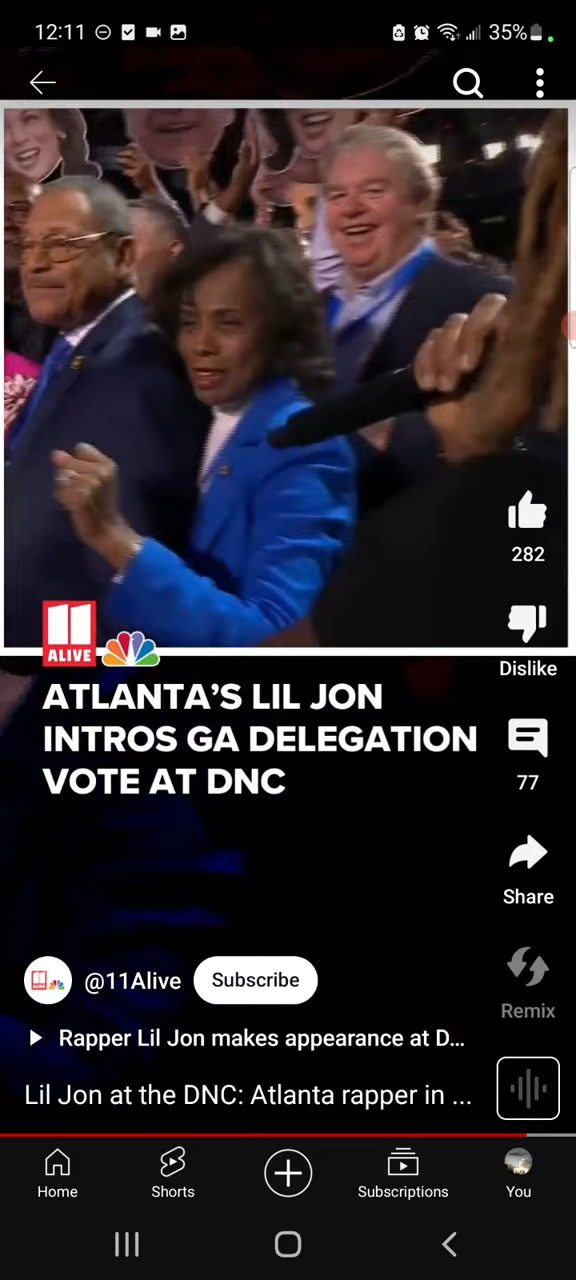 12:11
35%
282
Dislike
11
ALIVE
ATLANTA'S LIL JON
INTROS GA DELEGATION
VOTE AT DNC
77
Share
@11Alive
Subscribe
Remix
Rapper Lil Jon makes appearance at D...
Lil Jon at the DNC: Atlanta rapper in ...
Home
Shorts
Subscriptions
You